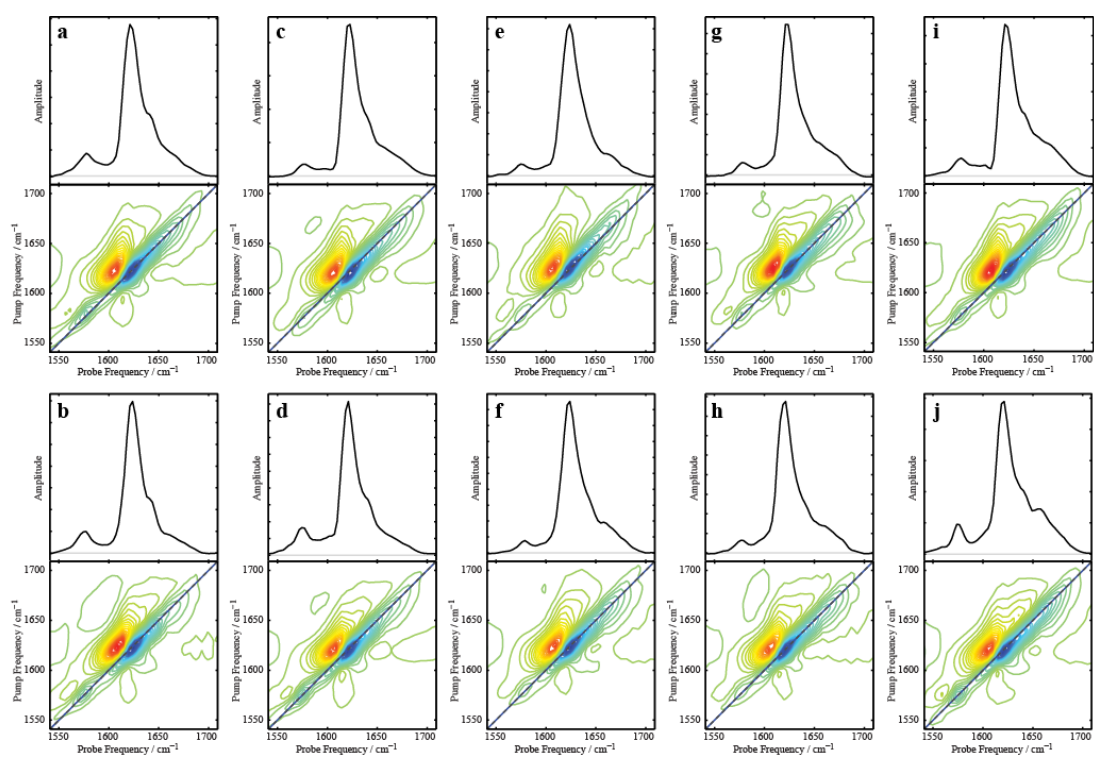 a c e g i
Amplitude Amplitude Amplitude Amplitude Amplitude
1700 1700 1700 1700 1700
1650 1650 1650 1650 1650
1600 1600 1600 1600 1600
1550 1550 1550 1550 1550
Pump Frequency / cm⁻¹ Pump Frequency / cm⁻¹ Pump Frequency / cm⁻¹ Pump Frequency / cm⁻¹ Pump Frequency / cm⁻¹
1550 1600 1650 1700 1550 1600 1650 1700 1550 1600 1650 1700 1550 1600 1650 1700 1550 1600 1650 1700
Probe Frequency / cm⁻¹ Probe Frequency / cm⁻¹ Probe Frequency / cm⁻¹ Probe Frequency / cm⁻¹ Probe Frequency / cm⁻¹
b d f h j
Amplitude Amplitude Amplitude Amplitude Amplitude
1700 1700 1700 1700 1700
1650 1650 1650 1650 1650
1600 1600 1600 1600 1600
1550 1550 1550 1550 1550
Pump Frequency / cm⁻¹ Pump Frequency / cm⁻¹ Pump Frequency / cm⁻¹ Pump Frequency / cm⁻¹ Pump Frequency / cm⁻¹
1550 1600 1650 1700 1550 1600 1650 1700 1550 1600 1650 1700 1550 1600 1650 1700 1550 1600 1650 1700
Probe Frequency / cm⁻¹ Probe Frequency / cm⁻¹ Probe Frequency / cm⁻¹ Probe Frequency / cm⁻¹ Probe Frequency / cm⁻¹